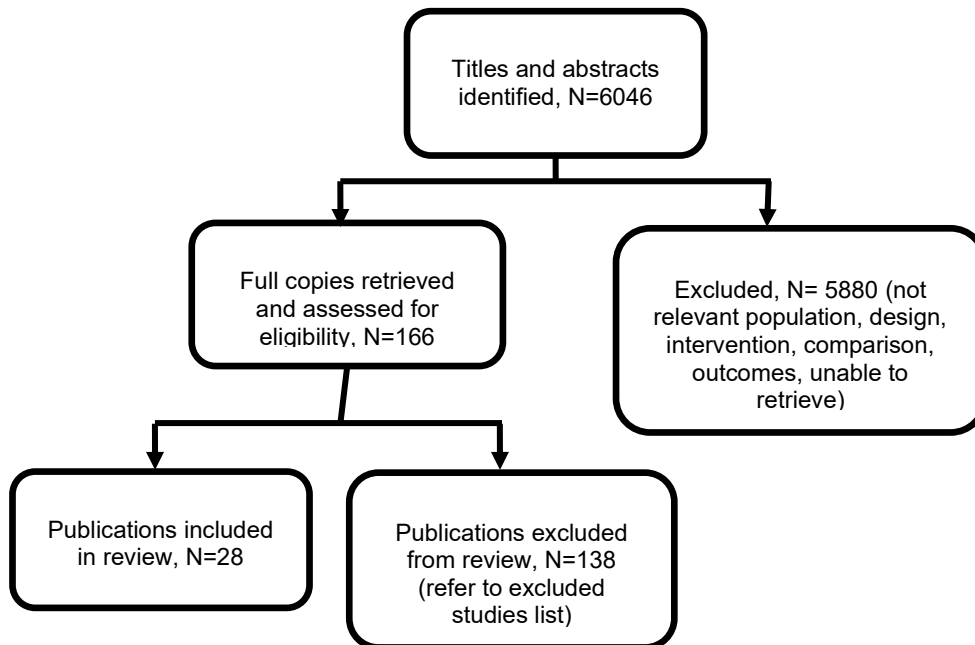 Titles and abstracts
identified, N=6046
Full copies retrieved
and assessed for
eligibility, N=166
Excluded, N= 5880 (not
relevant population, design,
intervention, comparison,
outcomes, unable to
retrieve)
Publications included
in review, N=28
Publications excluded
from review, N=138
(refer to excluded
studies list)